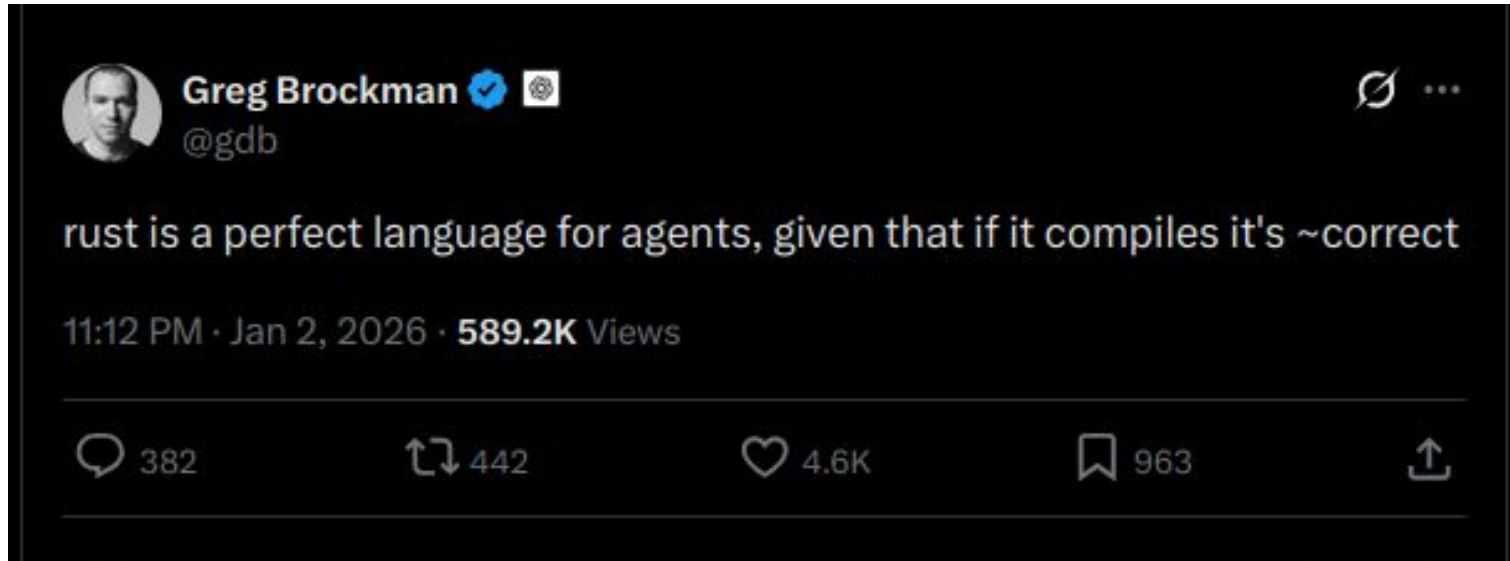 Greg Brockman
@gdb
rust is a perfect language for agents, given that if it compiles it's ~correct
11:12 PM · Jan 2, 2026 · 589.2K Views
382 442 4.6K 963